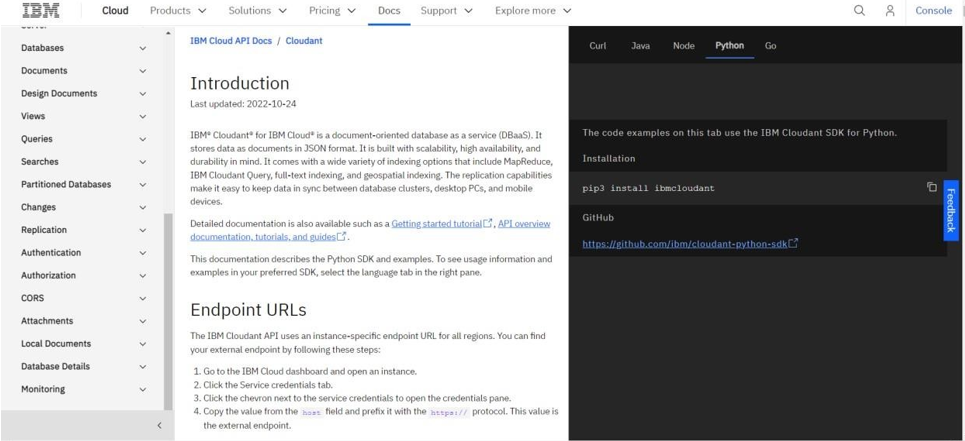 IBM Cloud Products Solutions Pricing Docs Support Explore more Console
Databases
Documents
Design Documents
Views
Queries
Searches
Partitioned Databases
Changes
Replication
Authentication
Authorization
CORS
Attachments
Local Documents
Database Details
Monitoring
IBM Cloud API Docs / Cloudant
Introduction
Last updated: 2022-10-24
IBM® Cloudant® for IBM Cloud® is a document-oriented database as a service (DBaaS). It
stores data as documents in JSON format. It is built with scalability, high availability, and
durability in mind. It comes with a wide variety of indexing options that include MapReduce,
IBM Cloudant Query, full-text indexing, and geospatial indexing. The replication capabilities
make it easy to keep data in sync between database clusters, desktop PCs, and mobile
devices.
Detailed documentation is also available such as a Getting started tutorial, API overview
documentation, tutorials, and guides.
This documentation describes the Python SDK and examples. To see usage information and
examples in your preferred SDK, select the language tab in the right pane.
Endpoint URLs
The IBM Cloudant API uses an instance-specific endpoint URL for all regions. You can find
your external endpoint by following these steps:
1. Go to the IBM Cloud dashboard and open an instance.
2. Click the Service credentials tab.
3. Click the chevron next to the service credentials to open the credentials pane.
4. Copy the value from the host field and prefix it with the https:// protocol. This value is
the external endpoint.
Curl Java Node Python Go
The code examples on this tab use the IBM Cloudant SDK for Python.
Installation
pip3 install ibmcloudant
GitHub
https://github.com/ibm/cloudant-python-sdk
Feedback